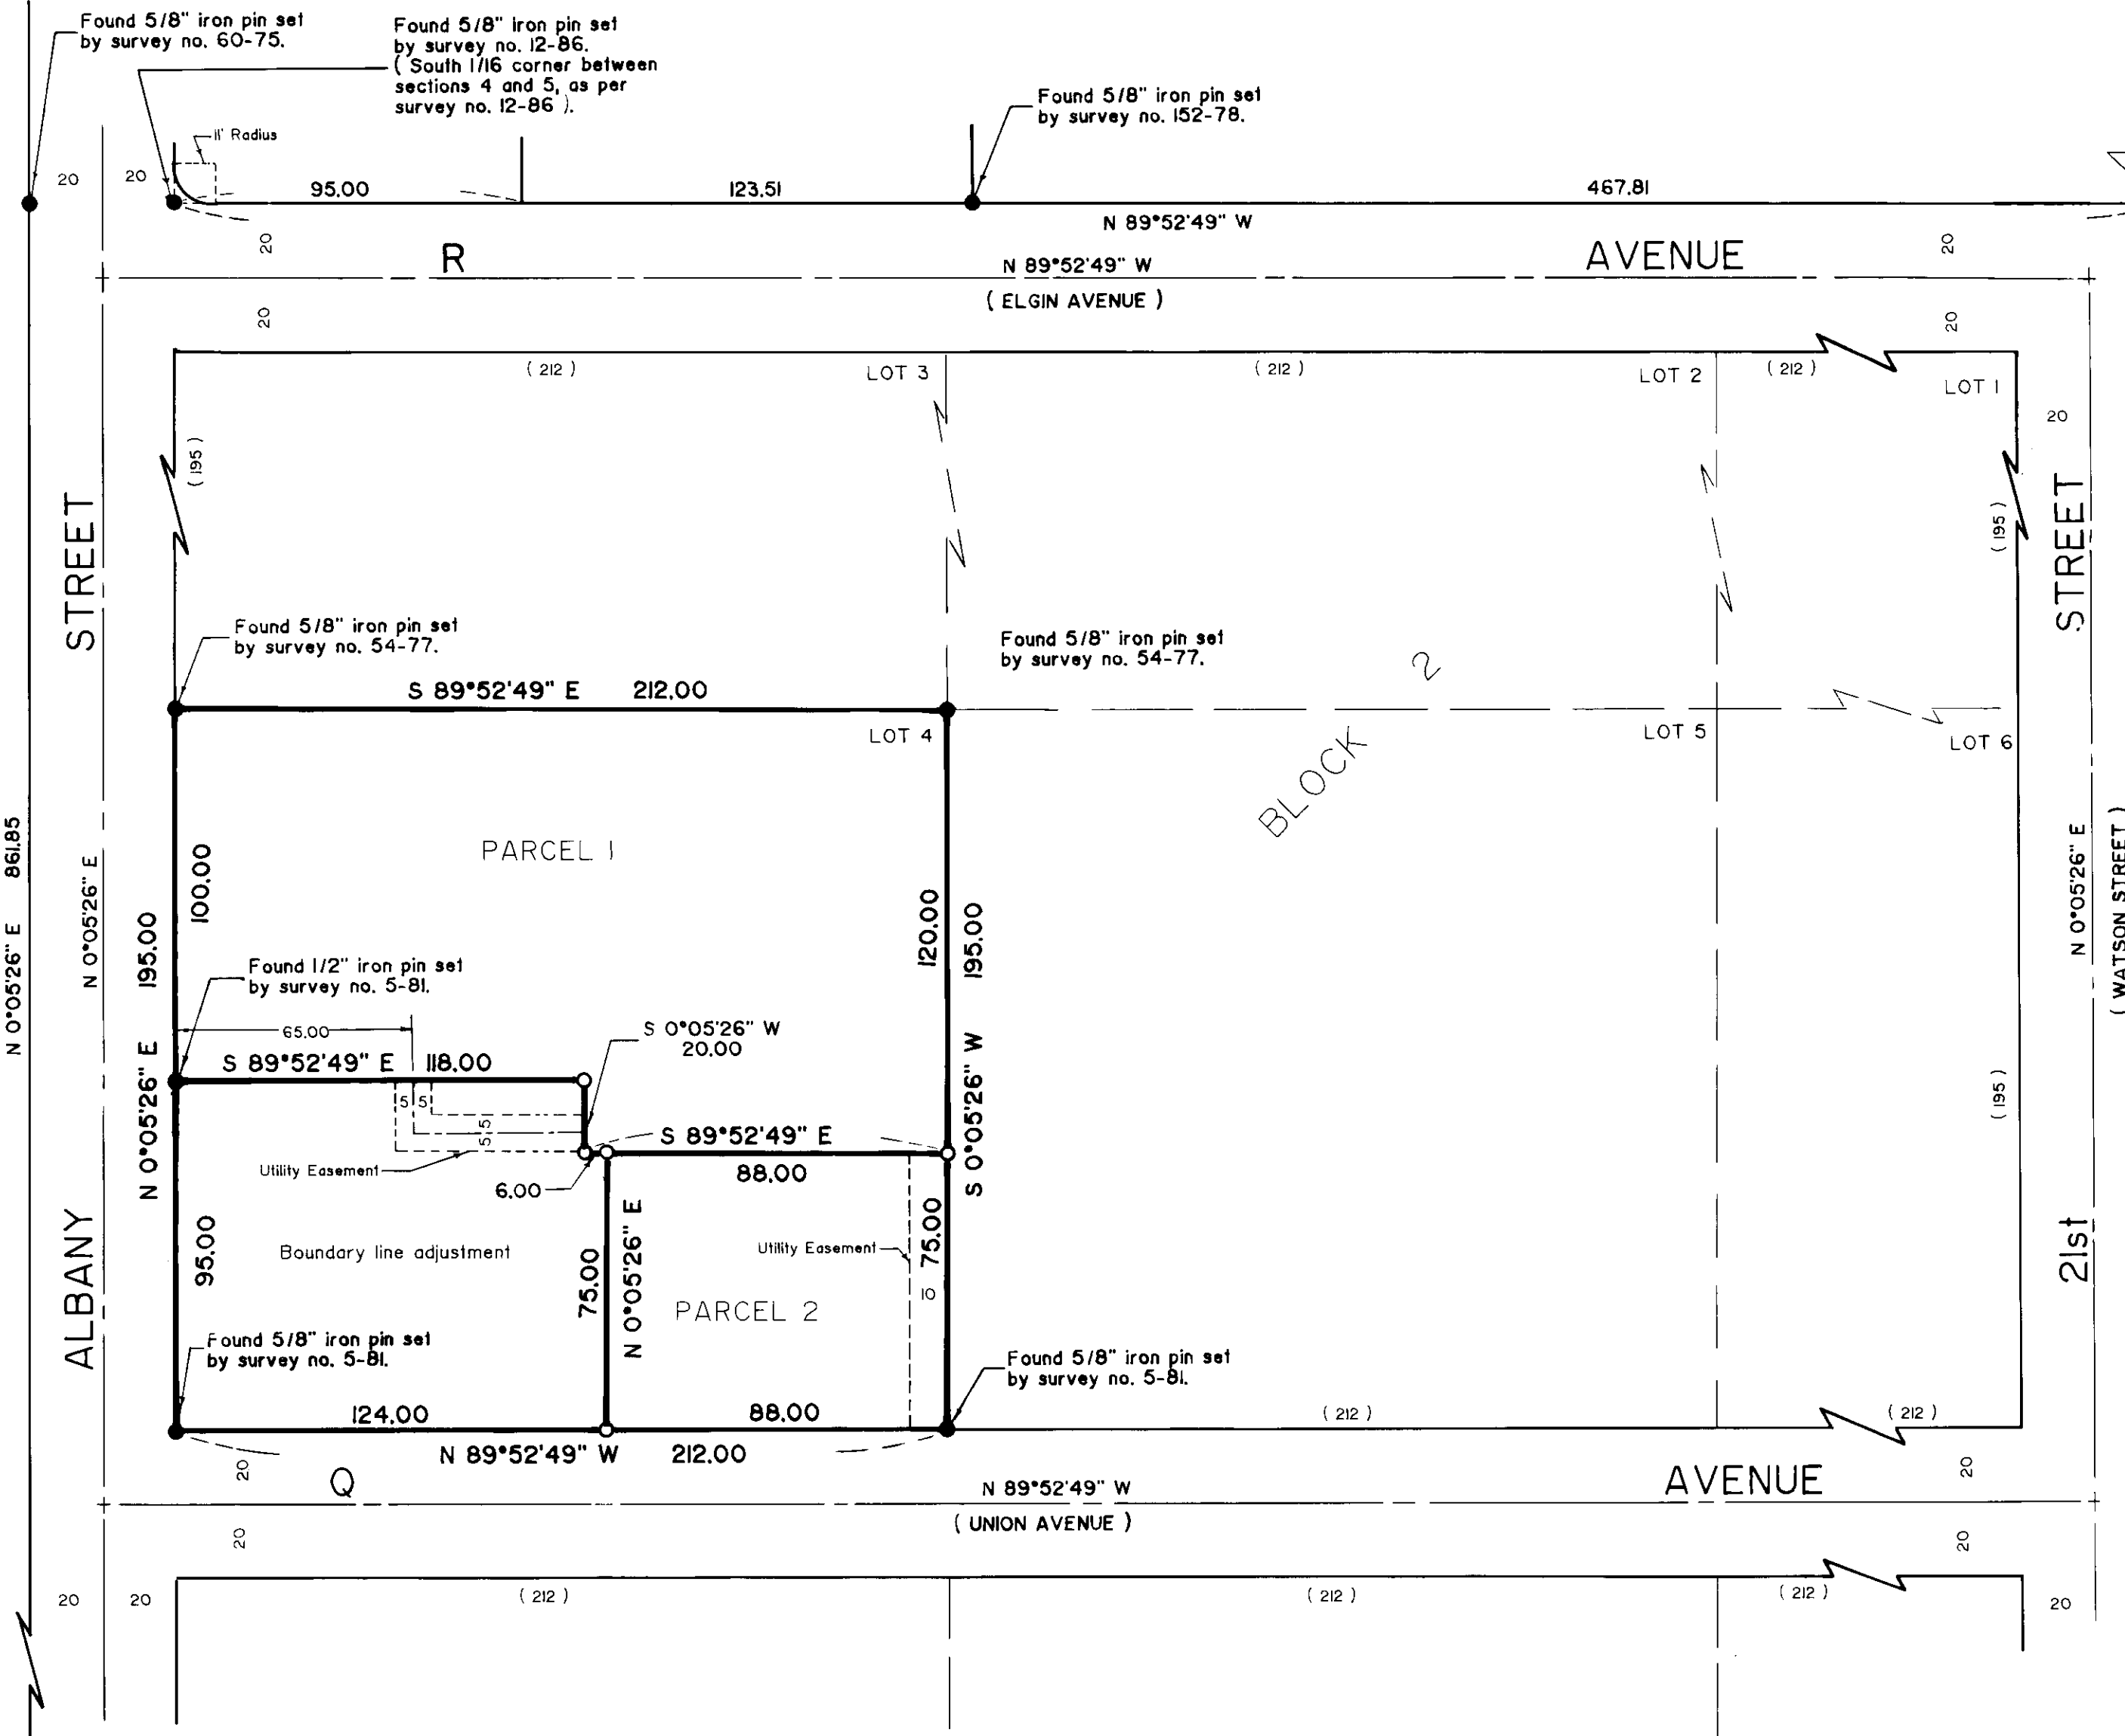 Found 5/8" iron pin set
by survey no. 60-75.
Found 5/8" iron pin set
by survey no. 12-86.
( South 1/16 corner between
sections 4 and 5, as per
survey no. 12-86 ).
Found 5/8" iron pin set
by survey no. 152-78.
11' Radius
20
20
95.00
123.51
467.81
N 89°52'49" W
20
20
R
AVENUE
N 89°52'49" W
( ELGIN AVENUE )
20
20
( 212 )
LOT 3
( 212 )
LOT 2
( 212 )
LOT 1
20
( 195 )
( 195 )
STREET
STREET
Found 5/8" iron pin set
by survey no. 54-77.
Found 5/8" iron pin set
by survey no. 54-77.
S 89°52'49" E 212.00
LOT 4
BLOCK 2
LOT 5
LOT 6
N 0°05'26" E 861.85
N 0°05'26" E
PARCEL 1
100.00
N 0°05'26" E 195.00
120.00
S 0°05'26" W 195.00
N 0°05'26" E
( WATSON STREET )
Found 1/2" iron pin set
by survey no. 5-81.
65.00
S 0°05'26" W
20.00
S 89°52'49" E 118.00
5 5
5 5
S 89°52'49" E
Utility Easement
6.00
88.00
( 195 )
95.00
Boundary line adjustment
75.00
N 0°05'26" E
Utility Easement
75.00
10
PARCEL 2
ALBANY
21st
Found 5/8" iron pin set
by survey no. 5-81.
Found 5/8" iron pin set
by survey no. 5-81.
124.00
88.00
( 212 )
( 212 )
N 89°52'49" W 212.00
20
Q
N 89°52'49" W
AVENUE
20
( UNION AVENUE )
20
20
20
20
( 212 )
( 212 )
( 212 )
20